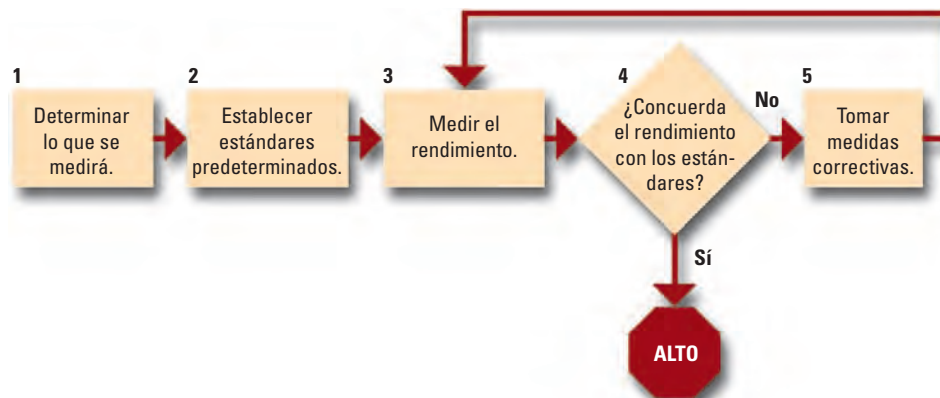 1
Determinar
lo que se
medirá.
2
Establecer
estándares
predeterminados.
3
Medir el
rendimiento.
4
¿Concuerda
el rendimiento
con los están-
dares?
No
5
Tomar
medidas
correctivas.
Sí
ALTO